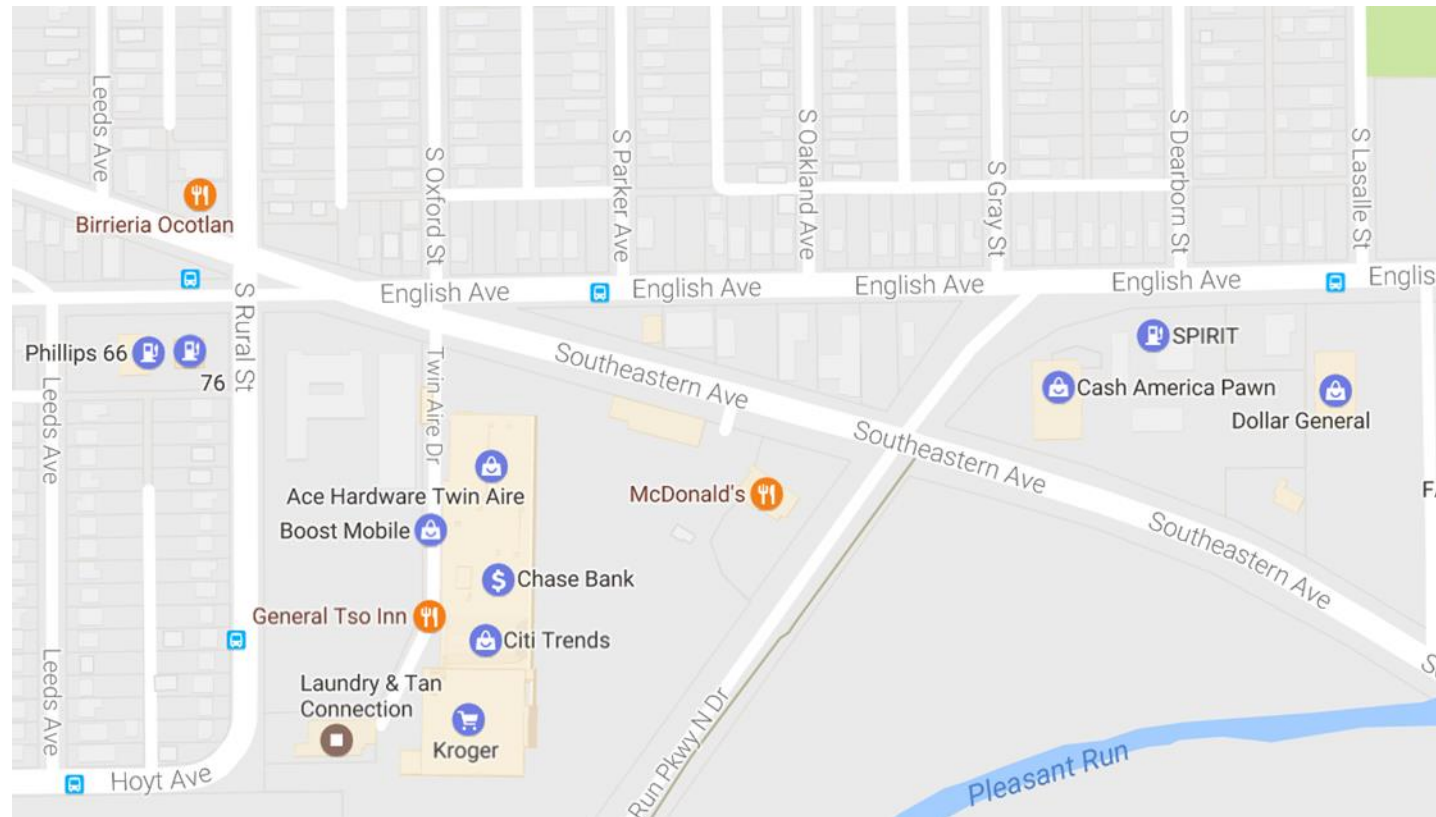 Leeds Ave
Birrieria Ocotlan
S Oxford St
S Parker Ave
S Oakland Ave
S Gray St
S Dearborn St
S Lasalle St
English Ave
English Ave
English Ave
English Ave
Englis
S Rural St
Phillips 66
76
Leeds Ave
Twin Aire Dr
Southeastern Ave
SPIRIT
Cash America Pawn
Dollar General
Southeastern Ave
Ace Hardware Twin Aire
McDonald's
Boost Mobile
Southeastern Ave
Chase Bank
General Tso Inn
Citi Trends
Leeds Ave
Laundry & Tan
Connection
Kroger
Run Pkwy N Dr
Pleasant Run
Hoyt Ave